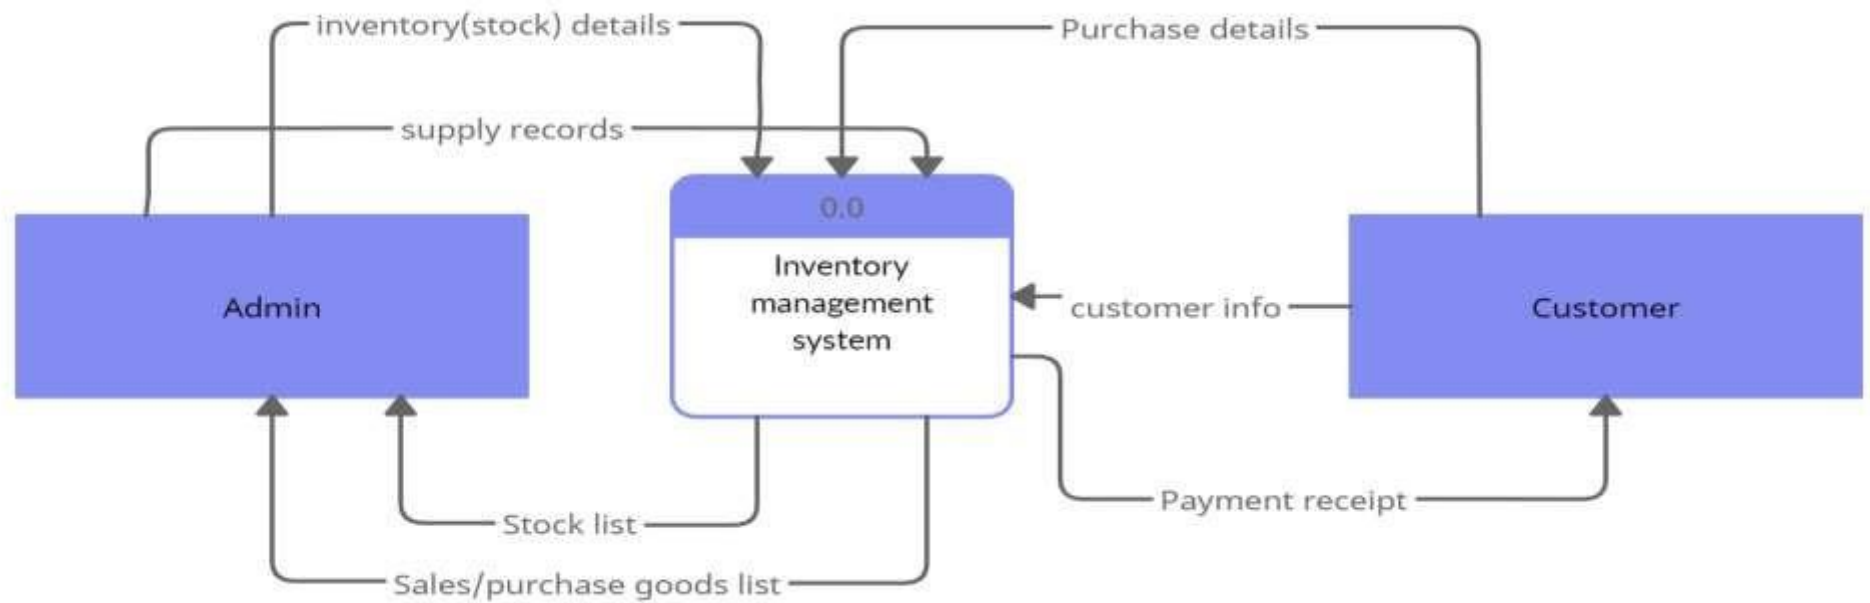 inventory(stock) details
Purchase details
supply records
0.0
Inventory
management
system
Admin
customer info
Customer
Payment receipt
Stock list
Sales/purchase goods list